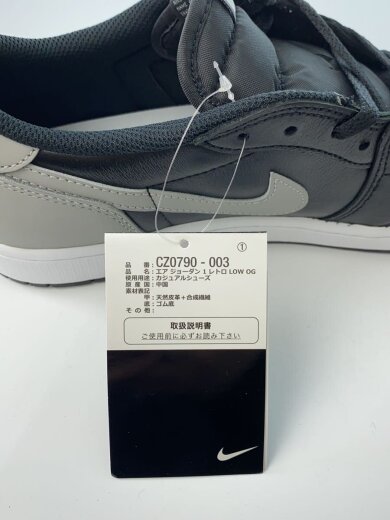 ①
品 番: CZ0790 - 003
品 名: エア ジョーダン 1 レトロ LOW OG
使用用途: カジュアルシューズ
原 産 国: 中国
素材表記
甲: 天然皮革+合成繊維
底: ゴム底
そ の 他:
取扱説明書
ご使用前に必ずお読み下さい